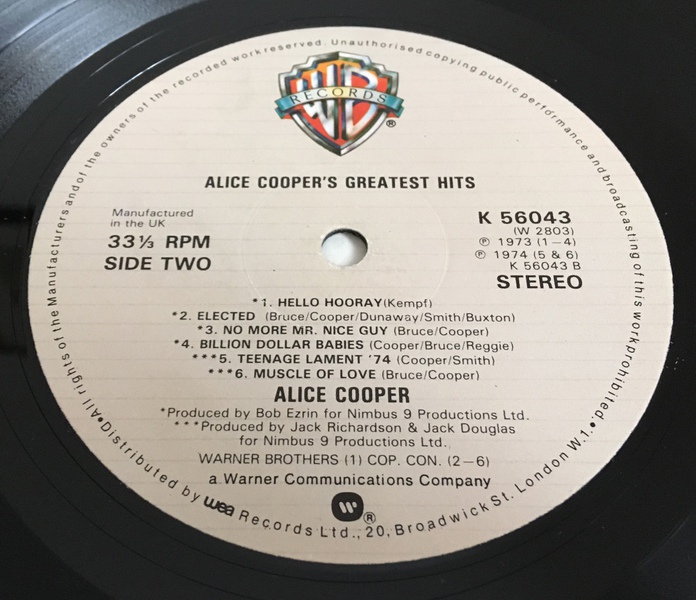 •All rights of the Manufacturers and of the owners of the recorded work reserved. Unauthorised copying public performance and broadcasting of this work prohibited.•
WB
RECORDS
®
ALICE COOPER'S GREATEST HITS
Manufactured
in the UK
33⅓ RPM
SIDE TWO
K 56043
(W 2803)
℗ 1973 (1–4)
℗ 1974 (5 & 6)
K 56043 B
STEREO
*1. HELLO HOORAY(Kempf)
*2. ELECTED (Bruce/Cooper/Dunaway/Smith/Buxton)
*3. NO MORE MR. NICE GUY (Bruce/Cooper)
*4. BILLION DOLLAR BABIES (Cooper/Bruce/Reggie)
***5. TEENAGE LAMENT '74 (Cooper/Smith)
***6. MUSCLE OF LOVE (Bruce/Cooper)
ALICE COOPER
*Produced by Bob Ezrin for Nimbus 9 Productions Ltd.
***Produced by Jack Richardson & Jack Douglas
for Nimbus 9 Productions Ltd.
WARNER BROTHERS (1) COP. CON. (2–6)
a Warner Communications Company
®
Distributed by wea Records Ltd., 20, Broadwick St. London W.1.